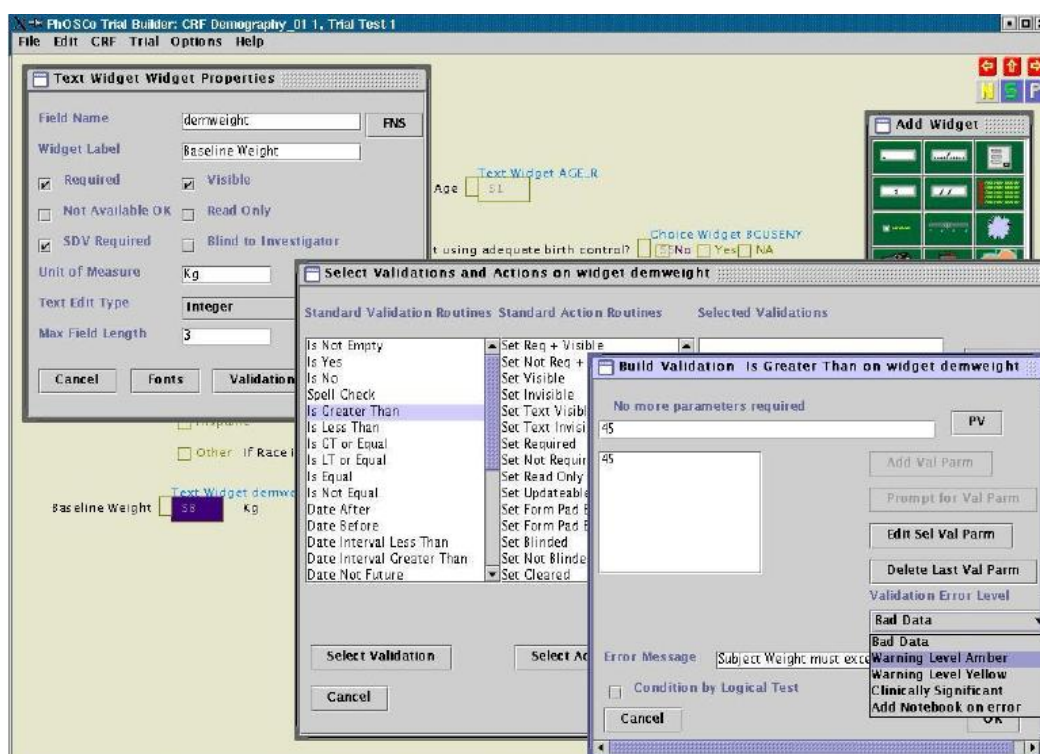 PhOSCo Trial Builder: CRF Demography_01 1, Trial Test 1
File Edit CRF Trial Options Help
Text Widget Widget Properties
Field Name demweight FNS
Widget Label Baseline Weight
Required Visible
Not Available OK Read Only
SDV Required Blind to Investigator
Unit of Measure Kg
Text Edit Type Integer
Max Field Length 3
Cancel Fonts Validation
N S P
Add Widget
Text Widget AGE_R
Age S1
Choice Widget BCUSENY
t using adequate birth control? No Yes NA
Other If Race i
Text Widget demwe
Baseline Weight S8 Kg
Select Validations and Actions on widget demweight
Standard Validation Routines Standard Action Routines Selected Validations
Is Not Empty
Is Yes
Is No
Spell Check
Is Greater Than
Is Less Than
Is GT or Equal
Is LT or Equal
Is Equal
Is Not Equal
Date After
Date Before
Date Interval Less Than
Date Interval Greater Than
Date Not Future
Set Req + Visible
Set Not Req +
Set Visible
Set Invisible
Set Text Visibl
Set Text Invisi
Set Required
Set Not Requir
Set Read Only
Set Updateable
Set Form Pad E
Set Form Pad E
Set Blinded
Set Not Blinde
Set Cleared
Select Validation Select Ac
Cancel
Build Validation Is Greater Than on widget demweight
No more parameters required
45 PV
45
Add Val Parm
Prompt for Val Parm
Edit Sel Val Parm
Delete Last Val Parm
Validation Error Level
Bad Data
Bad Data
Warning Level Amber
Warning Level Yellow
Clinically Significant
Add Notebook on error
Error Message Subject Weight must exce
Condition by Logical Test
Cancel OK